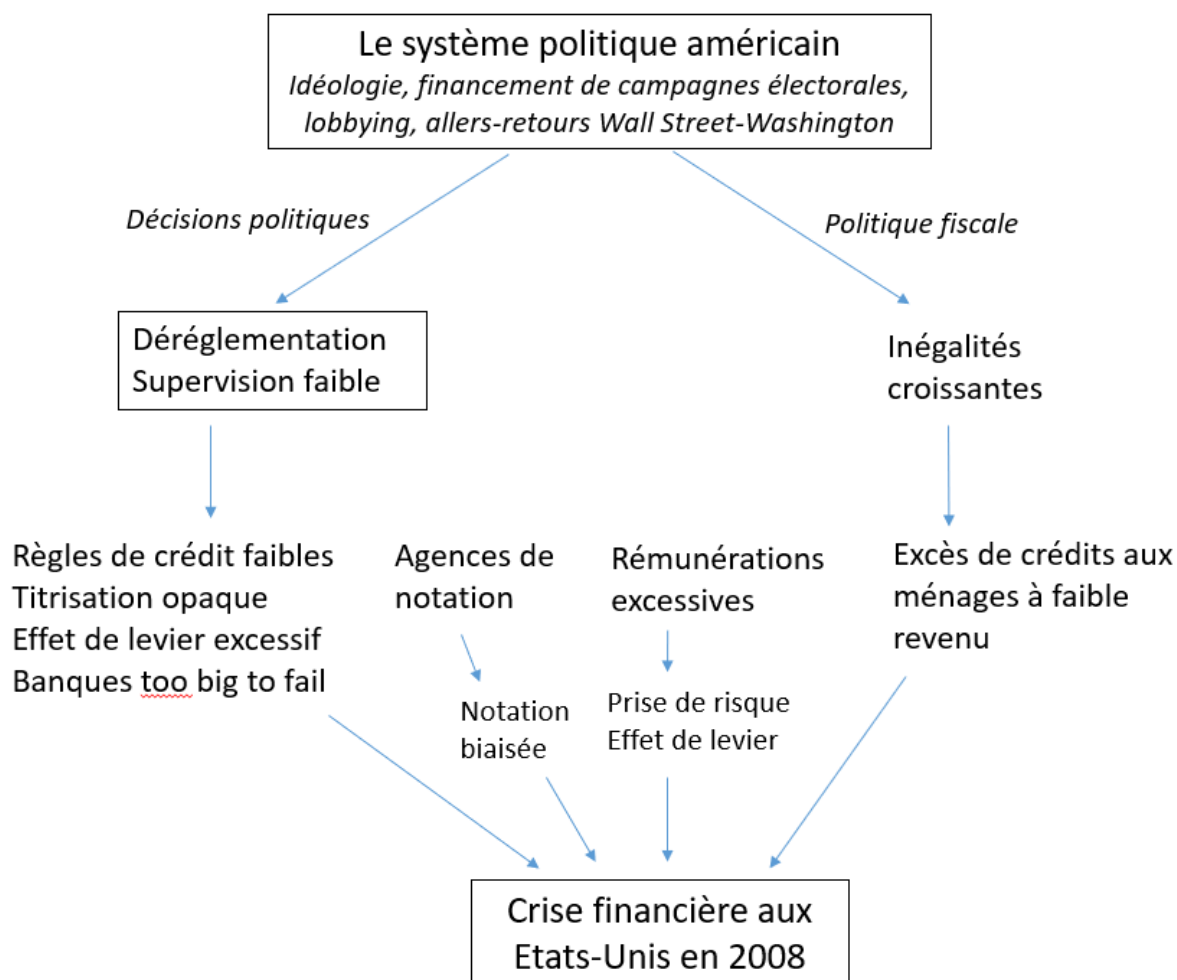 Le système politique américain
Idéologie, financement de campagnes électorales,
lobbying, allers-retours Wall Street-Washington
Décisions politiques
Politique fiscale
Déréglementation
Supervision faible
Inégalités
croissantes
Règles de crédit faibles
Titrisation opaque
Effet de levier excessif
Banques too big to fail
Agences de
notation
Rémunérations
excessives
Excès de crédits aux
ménages à faible
revenu
Notation
biaisée
Prise de risque
Effet de levier
Crise financière aux
Etats-Unis en 2008